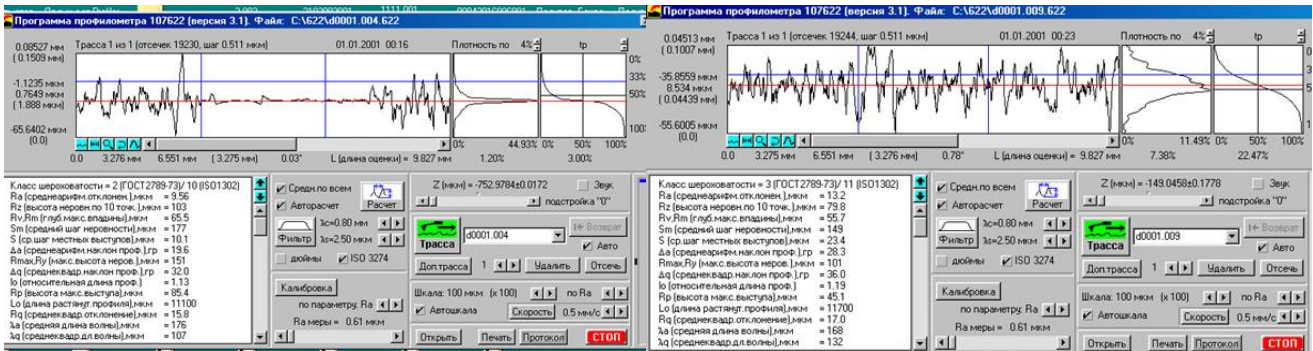 Программа профилометра 107622 (версия 3.1). Файл: C:\622\d0001.004.622
0.08527 мм
( 0.1509 мм)
Трасса 1 из 1 (отсечек 19230, шаг 0.511 мкм)
01.01.2001 00:16
Плотность по 4%
tp
-1.1235 мкм
0.7649 мкм
( 1.888 мкм)
-65.6402 мкм
(0.0)
0%
33%
50%
100%
0% 44.93% 0% 50% 100%
0.0 3.276 мм 6.551 мм ( 3.275 мм) 0.03° L (длина оценки) = 9.827 мм 1.20% 3.00%
Класс шероховатости = 2 (ГОСТ2789-73)/ 10 (ISO1302)
Ra (среднеарифм.отклонен.),мкм = 9.56
Rz (высота неровн.по 10 точк.),мкм = 103
Rv,Rm (глуб.макс.впадины),мкм = 65.5
Sm (средний шаг неровности),мкм = 177
S (ср.шаг местных выступов),мкм = 10.1
Δa (среднеарифм.наклон проф.),гр = 19.6
Rmax,Ry (макс.высота неров.),мкм = 151
Δq (среднеквадр.наклон проф.),гр = 32.0
lo (относительная длина проф.) = 1.13
Rp (высота макс.выступа),мкм = 85.4
Lo (длина растянут.профиля),мкм = 11100
Rq (среднеквадр.отклонение),мкм = 15.8
λa (средняя длина волны),мкм = 176
λq (среднеквадр.дл.волны),мкм = 107
Средн.по всем
Авторасчет
Расчет
Фильтр
λc=0.80 мм
λs=2.50 мкм
дюймы
ISO 3274
Калибровка
по параметру: Ra
Ra меры = 0.61 мкм
Z (мкм) = -752.9784±0.0172
Звук
подстройка "0"
Трасса
d0001.004
Возврат
Авто
Доп.трасса 1 Удалить Отсечь
Шкала: 100 мкм (x 100) по Ra
Автошкала Скорость 0.5 мм/с
Открыть Печать Протокол СТОП
Программа профилометра 107622 (версия 3.1). Файл: C:\622\d0001.009.622
0.04513 мм
( 0.1007 мм)
Трасса 1 из 1 (отсечек 19244, шаг 0.511 мкм)
01.01.2001 00:23
Плотность по 4%
tp
-35.8559 мкм
8.534 мкм
( 0.04439 мм)
-55.6005 мкм
(0.0)
0% 11.49% 0% 50% 100%
0.0 3.276 мм 6.551 мм ( 3.275 мм) 0.78° L (длина оценки) = 9.827 мм 7.38% 22.47%
Класс шероховатости = 3 (ГОСТ2789-73)/ 11 (ISO1302)
Ra (среднеарифм.отклонен.),мкм = 13.2
Rz (высота неровн.по 10 точк.),мкм = 79.8
Rv,Rm (глуб.макс.впадины),мкм = 55.7
Sm (средний шаг неровности),мкм = 149
S (ср.шаг местных выступов),мкм = 23.4
Δa (среднеарифм.наклон проф.),гр = 28.3
Rmax,Ry (макс.высота неров.),мкм = 101
Δq (среднеквадр.наклон проф.),гр = 36.0
lo (относительная длина проф.) = 1.19
Rp (высота макс.выступа),мкм = 45.1
Lo (длина растянут.профиля),мкм = 11700
Rq (среднеквадр.отклонение),мкм = 17.0
λa (средняя длина волны),мкм = 168
λq (среднеквадр.дл.волны),мкм = 132
Средн.по всем
Авторасчет
Расчет
Фильтр
λc=0.80 мм
λs=2.50 мкм
дюймы
ISO 3274
Калибровка
по параметру: Ra
Ra меры = 0.61 мкм
Z (мкм) = -149.0458±0.1778
Звук
подстройка "0"
Трасса
d0001.009
Возврат
Авто
Доп.трасса 1 Удалить Отсечь
Шкала: 100 мкм (x 100) по Ra
Автошкала Скорость 0.5 мм/с
Открыть Печать Протокол СТОП